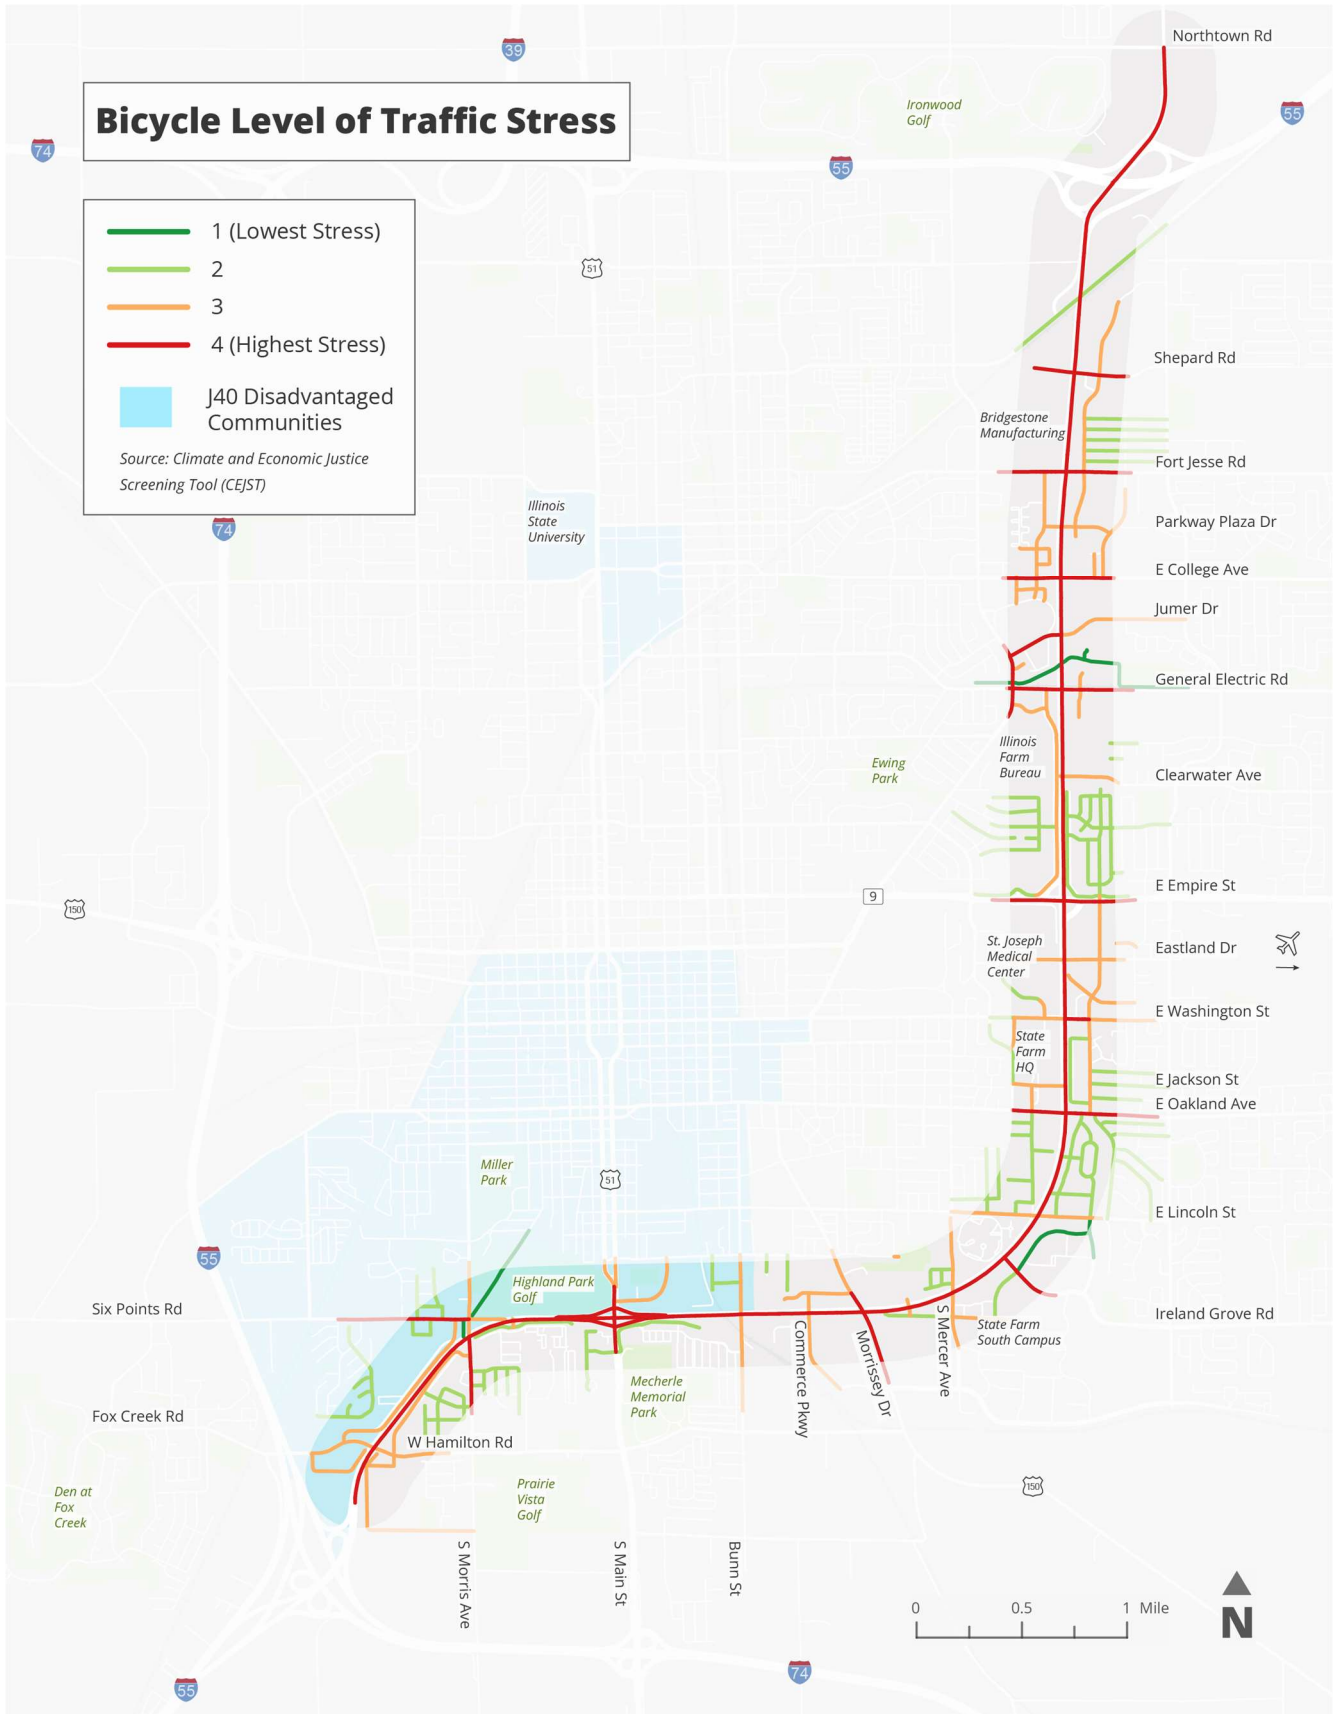 Northtown Rd
39
Bicycle Level of Traffic Stress
Ironwood
Golf
55
74
55
1 (Lowest Stress)
2
3
4 (Highest Stress)
J40 Disadvantaged
Communities
Source: Climate and Economic Justice
Screening Tool (CEJST)
51
Shepard Rd
Bridgestone
Manufacturing
Fort Jesse Rd
Illinois
State
University
74
Parkway Plaza Dr
E College Ave
Jumer Dr
General Electric Rd
Illinois
Farm
Bureau
Ewing
Park
Clearwater Ave
E Empire St
9
150
St. Joseph
Medical
Center
Eastland Dr
E Washington St
State
Farm
HQ
E Jackson St
E Oakland Ave
Miller
Park
51
E Lincoln St
55
Highland Park
Golf
Six Points Rd
Ireland Grove Rd
State Farm
South Campus
S Mercer Ave
Morrissey Dr
Commerce Pkwy
Mecherle
Memorial
Park
Fox Creek Rd
W Hamilton Rd
Den at
Fox
Creek
Prairie
Vista
Golf
150
S Morris Ave
S Main St
Bunn St
0 0.5 1 Mile
N
74
55